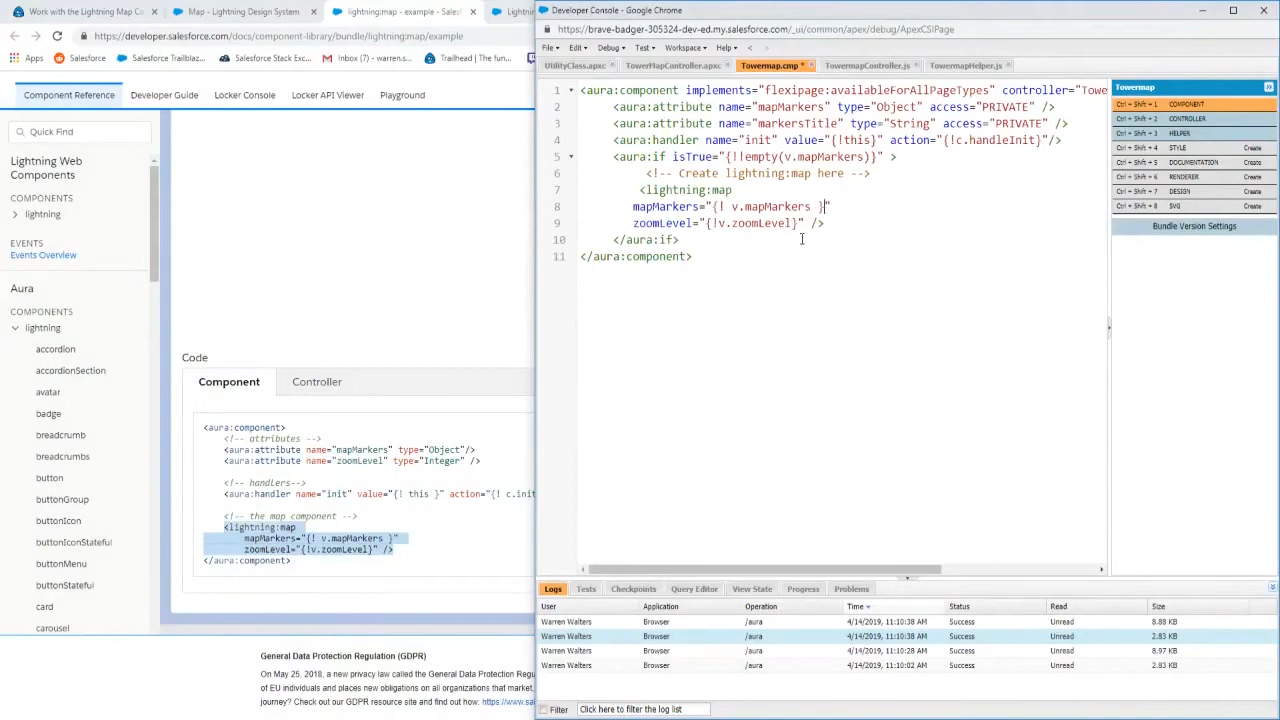 Work with the Lightning Map Co
Map - Lightning Design System
lightning:map - example - Sales
Lightnin
https://developer.salesforce.com/docs/component-library/bundle/lightning:map/example
Apps
Salesforce
Salesforce Trailblaz...
Salesforce Stack Exc...
Inbox (0) - warren.s...
Trailhead | The fun...
Component Reference
Developer Guide
Locker Console
Locker API Viewer
Playground
Quick Find
Lightning Web
Components
COMPONENTS
lightning
EVENTS
Events Overview
Aura
COMPONENTS
lightning
accordion
accordionSection
avatar
badge
breadcrumb
breadcrumbs
button
buttonGroup
buttonIcon
buttonIconStateful
buttonMenu
buttonStateful
card
carousel
Code
Component
Controller
<aura:component>
<!-- attributes -->
<aura:attribute name="mapMarkers" type="Object"/>
<aura:attribute name="zoomLevel" type="Integer" />
<!-- handlers-->
<aura:handler name="init" value="{! this }" action="{! c.init
<!-- the map component -->
<lightning:map
mapMarkers="{! v.mapMarkers }"
zoomLevel="{!v.zoomLevel}" />
</aura:component>
General Data Protection Regulation (GDPR)
On May 25, 2018, a new privacy law called the General Data Protection Re
of EU individuals and places new obligations on all organizations that market,
journey? Check out our GDPR resource site and find out how: https://www.sal
Developer Console - Google Chrome
https://brave-badger-305324-dev-ed.my.salesforce.com/_ui/common/apex/debug/ApexCSIPage
File
Edit
Debug
Test
Workspace
Help
<
>
UtilityClass.apxc
TowerMapController.apxc
Towermap.cmp *
TowermapController.js
TowermapHelper.js
1 <aura:component implements="flexipage:availableForAllPageTypes" controller="Towe
2 <aura:attribute name="mapMarkers" type="Object" access="PRIVATE" />
3 <aura:attribute name="markersTitle" type="String" access="PRIVATE" />
4 <aura:handler name="init" value="{!this}" action="{!c.handleInit}"/>
5 <aura:if isTrue="{!!empty(v.mapMarkers)}" >
6 <!-- Create lightning:map here -->
7 <lightning:map
8 mapMarkers="{! v.mapMarkers }"
9 zoomLevel="{!v.zoomLevel}" />
10 </aura:if>
11 </aura:component>
Towermap
Ctrl + Shift + 1 COMPONENT
Ctrl + Shift + 2 CONTROLLER
Ctrl + Shift + 3 HELPER
Ctrl + Shift + 4 STYLE Create
Ctrl + Shift + 5 DOCUMENTATION Create
Ctrl + Shift + 6 RENDERER Create
Ctrl + Shift + 7 DESIGN Create
Ctrl + Shift + 8 SVG Create
Bundle Version Settings
Logs
Tests
Checkpoints
Query Editor
View State
Progress
Problems
User Application Operation Time Status Read Size
Warren Walters Browser /aura 4/14/2019, 11:10:38 AM Success Unread 8.88 KB
Warren Walters Browser /aura 4/14/2019, 11:10:38 AM Success Unread 2.83 KB
Warren Walters Browser /aura 4/14/2019, 11:10:28 AM Success Unread 8.97 KB
Warren Walters Browser /aura 4/14/2019, 11:10:02 AM Success Unread 2.83 KB
Filter
Click here to filter the log list